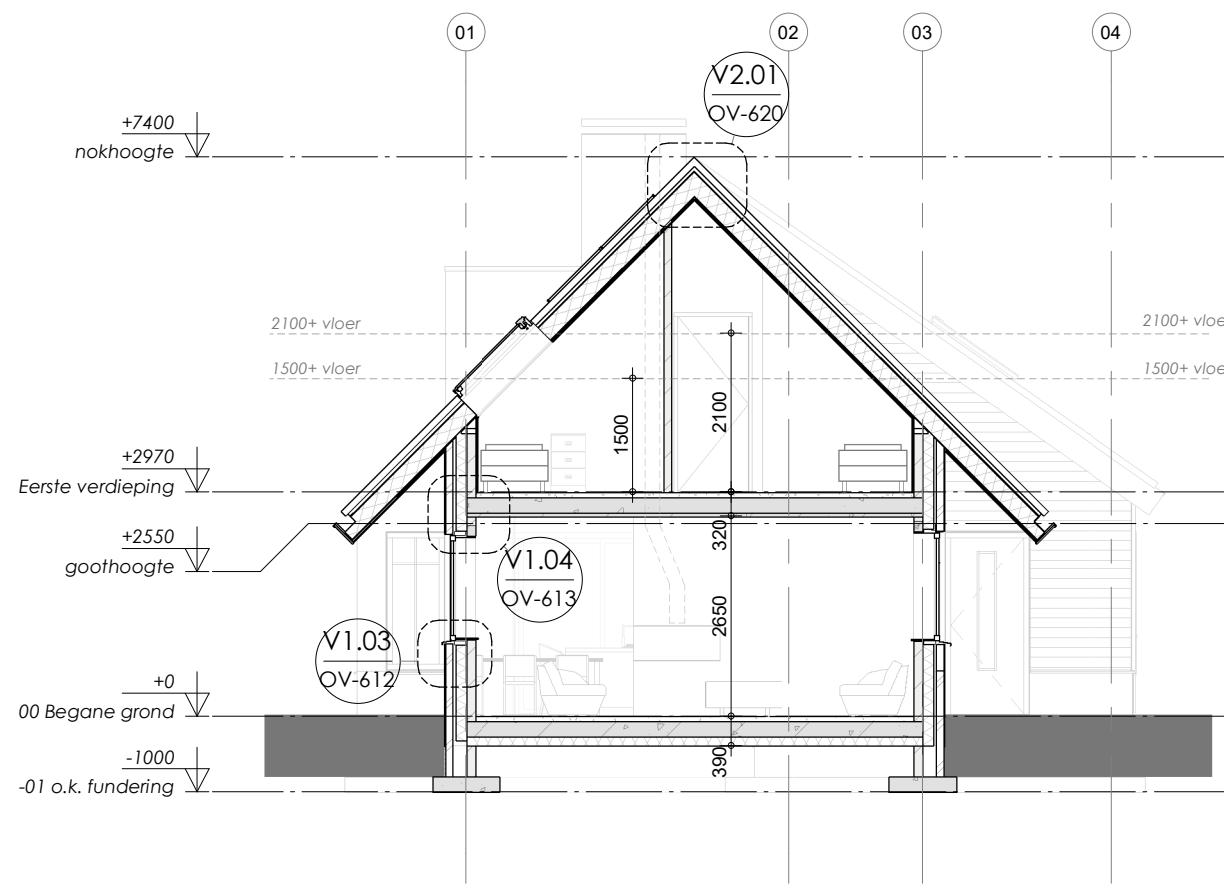 01
02
03
04
V2.01
OV-620
+7400
nokhoogte
2100+ vloer
2100+ vloe
1500+ vloer
1500+ vloe
2100
1500
+2970
Eerste verdieping
320
+2550
goothoogte
V1.04
OV-613
2650
V1.03
OV-612
+0
00 Begane grond
390
-1000
-01 o.k. fundering